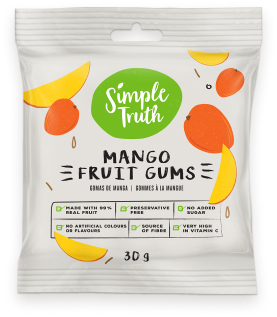 Simple
Truth
MANGO
FRUIT GUMS
GOMAS DE MANGA | GOMMES À LA MANGUE
MADE WITH 99% REAL FRUIT
PRESERVATIVE FREE
NO ADDED SUGAR
NO ARTIFICIAL COLOURS OR FLAVOURS
SOURCE OF FIBRE
VERY HIGH IN VITAMIN C
30 g